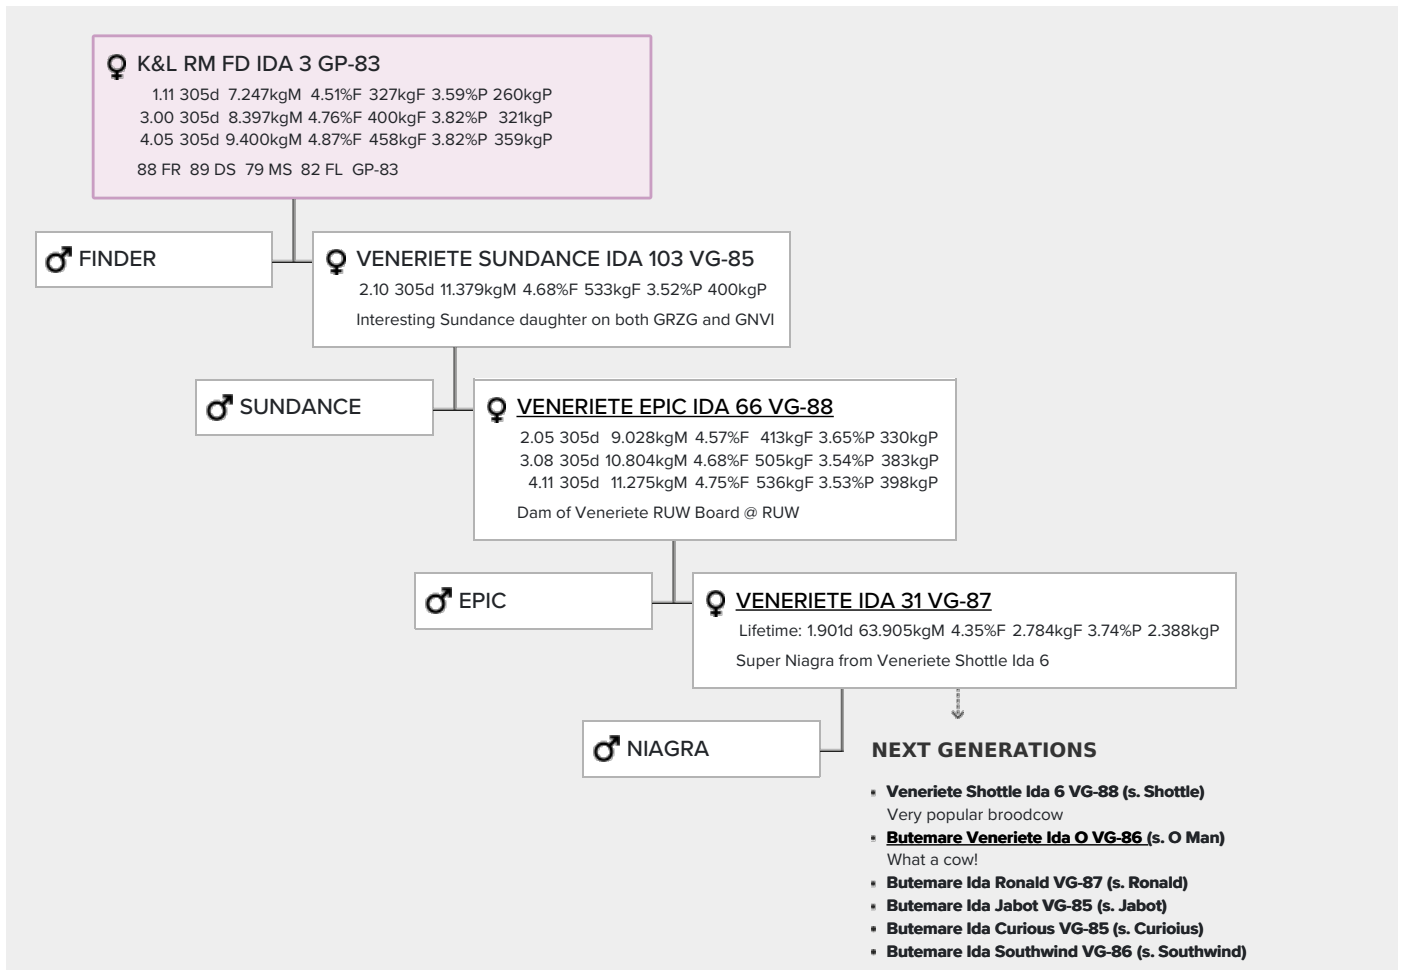 K&L RM FD IDA 3 GP-83
1.11 305d 7.247kgM 4.51%F 327kgF 3.59%P 260kgP
3.00 305d 8.397kgM 4.76%F 400kgF 3.82%P 321kgP
4.05 305d 9.400kgM 4.87%F 458kgF 3.82%P 359kgP
88 FR 89 DS 79 MS 82 FL GP-83
FINDER
VENERIETE SUNDANCE IDA 103 VG-85
2.10 305d 11.379kgM 4.68%F 533kgF 3.52%P 400kgP
Interesting Sundance daughter on both GRZG and GNVI
SUNDANCE
VENERIETE EPIC IDA 66 VG-88
2.05 305d 9.028kgM 4.57%F 413kgF 3.65%P 330kgP
3.08 305d 10.804kgM 4.68%F 505kgF 3.54%P 383kgP
4.11 305d 11.275kgM 4.75%F 536kgF 3.53%P 398kgP
Dam of Veneriete RUW Board @ RUW
EPIC
VENERIETE IDA 31 VG-87
Lifetime: 1.901d 63.905kgM 4.35%F 2.784kgF 3.74%P 2.388kgP
Super Niagra from Veneriete Shottle Ida 6
NIAGRA
NEXT GENERATIONS
Veneriete Shottle Ida 6 VG-88 (s. Shottle)
Very popular broodcow
Butemare Veneriete Ida O VG-86 (s. O Man)
What a cow!
Butemare Ida Ronald VG-87 (s. Ronald)
Butemare Ida Jabot VG-85 (s. Jabot)
Butemare Ida Curious VG-85 (s. Curioius)
Butemare Ida Southwind VG-86 (s. Southwind)